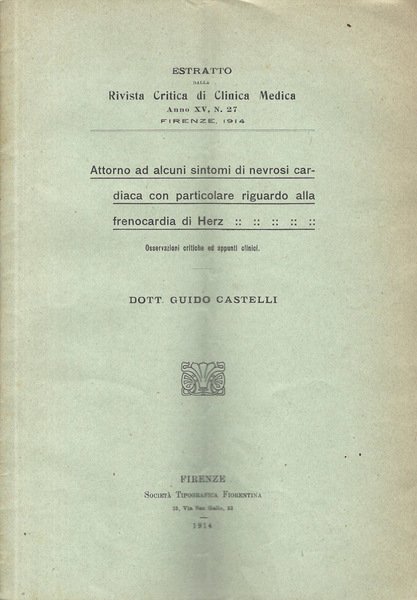 ESTRATTO
DALLA
Rivista Critica di Clinica Medica
Anno XV, N. 27
FIRENZE, 1914
Attorno ad alcuni sintomi di nevrosi car-
diaca con particolare riguardo alla
frenocardia di Herz :: :: :: :: ::
Osservazioni critiche ed appunti clinici.
DOTT. GUIDO CASTELLI
FIRENZE
SOCIETÀ TIPOGRAFICA FIORENTINA
33, Via San Gallo, 33
1914